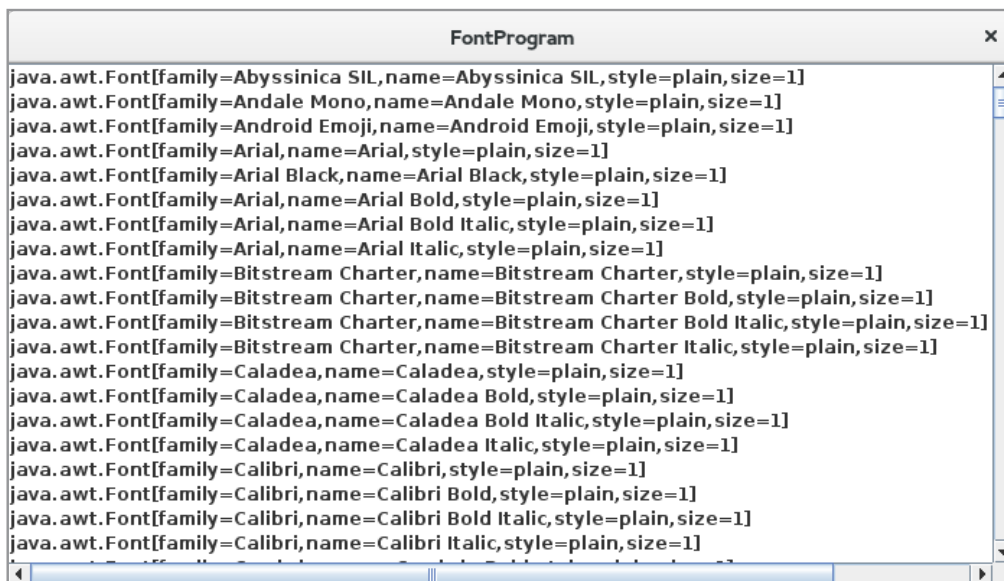 FontProgram
java.awt.Font[family=Abyssinica SIL,name=Abyssinica SIL,style=plain,size=1]
java.awt.Font[family=Andale Mono,name=Andale Mono,style=plain,size=1]
java.awt.Font[family=Android Emoji,name=Android Emoji,style=plain,size=1]
java.awt.Font[family=Arial,name=Arial,style=plain,size=1]
java.awt.Font[family=Arial Black,name=Arial Black,style=plain,size=1]
java.awt.Font[family=Arial,name=Arial Bold,style=plain,size=1]
java.awt.Font[family=Arial,name=Arial Bold Italic,style=plain,size=1]
java.awt.Font[family=Arial,name=Arial Italic,style=plain,size=1]
java.awt.Font[family=Bitstream Charter,name=Bitstream Charter,style=plain,size=1]
java.awt.Font[family=Bitstream Charter,name=Bitstream Charter Bold,style=plain,size=1]
java.awt.Font[family=Bitstream Charter,name=Bitstream Charter Bold Italic,style=plain,size=1]
java.awt.Font[family=Bitstream Charter,name=Bitstream Charter Italic,style=plain,size=1]
java.awt.Font[family=Caladea,name=Caladea,style=plain,size=1]
java.awt.Font[family=Caladea,name=Caladea Bold,style=plain,size=1]
java.awt.Font[family=Caladea,name=Caladea Bold Italic,style=plain,size=1]
java.awt.Font[family=Caladea,name=Caladea Italic,style=plain,size=1]
java.awt.Font[family=Calibri,name=Calibri,style=plain,size=1]
java.awt.Font[family=Calibri,name=Calibri Bold,style=plain,size=1]
java.awt.Font[family=Calibri,name=Calibri Bold Italic,style=plain,size=1]
java.awt.Font[family=Calibri,name=Calibri Italic,style=plain,size=1]